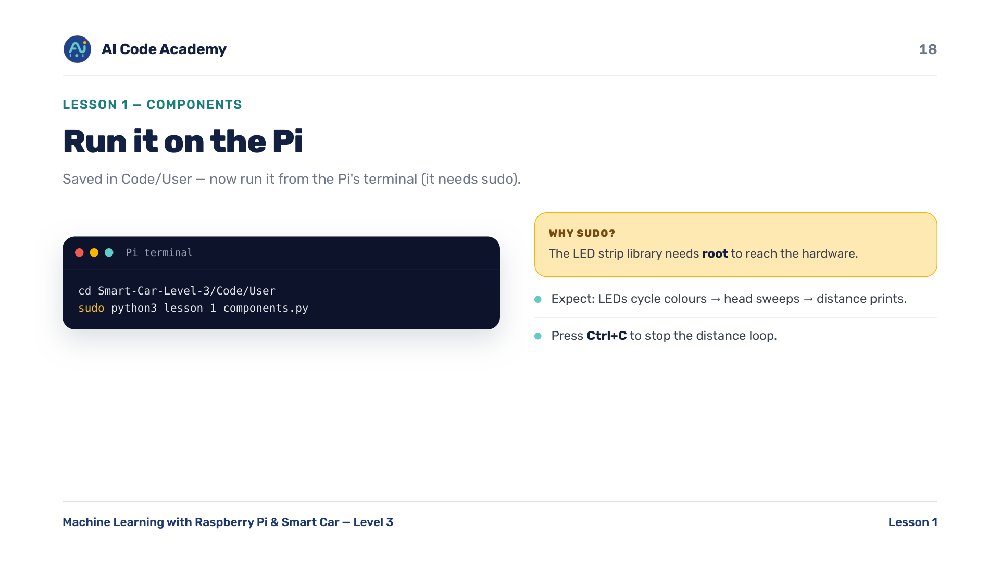 AI Code Academy
18
LESSON 1 — COMPONENTS
Run it on the Pi
Saved in Code/User — now run it from the Pi's terminal (it needs sudo).
Pi terminal
cd Smart-Car-Level-3/Code/User
sudo python3 lesson_1_components.py
WHY SUDO?
The LED strip library needs root to reach the hardware.
Expect: LEDs cycle colours → head sweeps → distance prints.
Press Ctrl+C to stop the distance loop.
Machine Learning with Raspberry Pi & Smart Car — Level 3
Lesson 1